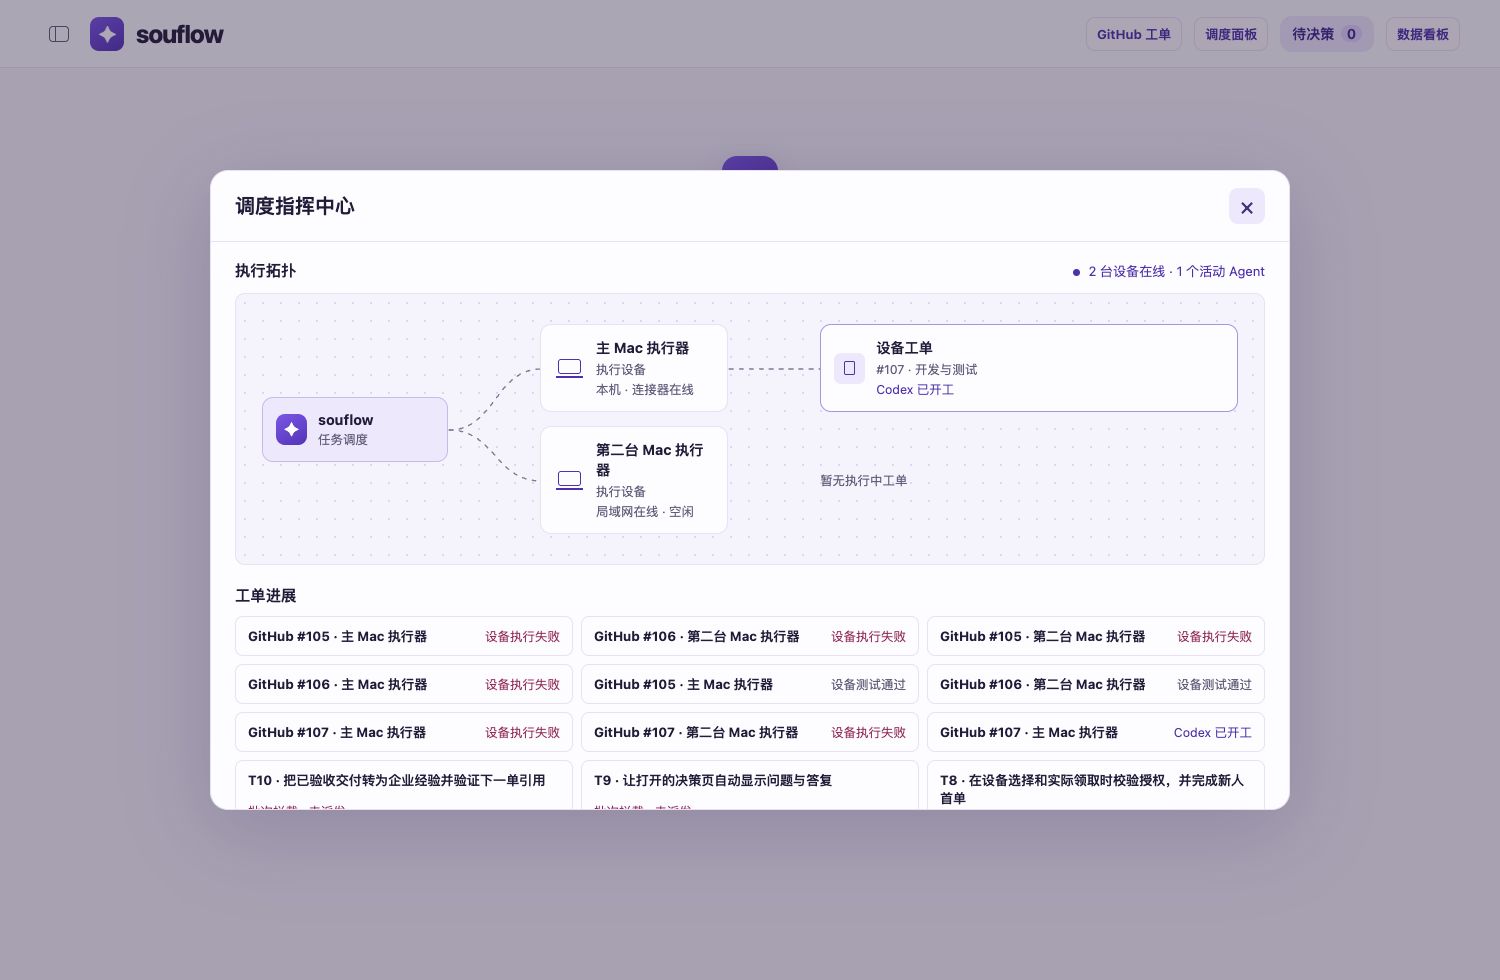 souflow
GitHub 工单
调度面板
待决策 0
数据看板
调度指挥中心
执行拓扑
2 台设备在线 · 1 个活动 Agent
souflow
任务调度
主 Mac 执行器
执行设备
本机 · 连接器在线
第二台 Mac 执行
器
执行设备
局域网在线 · 空闲
设备工单
#107 · 开发与测试
Codex 已开工
暂无执行中工单
工单进展
GitHub #105 · 主 Mac 执行器
设备执行失败
GitHub #106 · 第二台 Mac 执行器
设备执行失败
GitHub #105 · 第二台 Mac 执行器
设备执行失败
GitHub #106 · 主 Mac 执行器
设备执行失败
GitHub #105 · 主 Mac 执行器
设备测试通过
GitHub #106 · 第二台 Mac 执行器
设备测试通过
GitHub #107 · 主 Mac 执行器
设备执行失败
GitHub #107 · 第二台 Mac 执行器
设备执行失败
GitHub #107 · 主 Mac 执行器
Codex 已开工
T10 · 把已验收交付转为企业经验并验证下一单引用
T9 · 让打开的决策页自动显示问题与答复
T8 · 在设备选择和实际领取时校验授权，并完成新人
首单